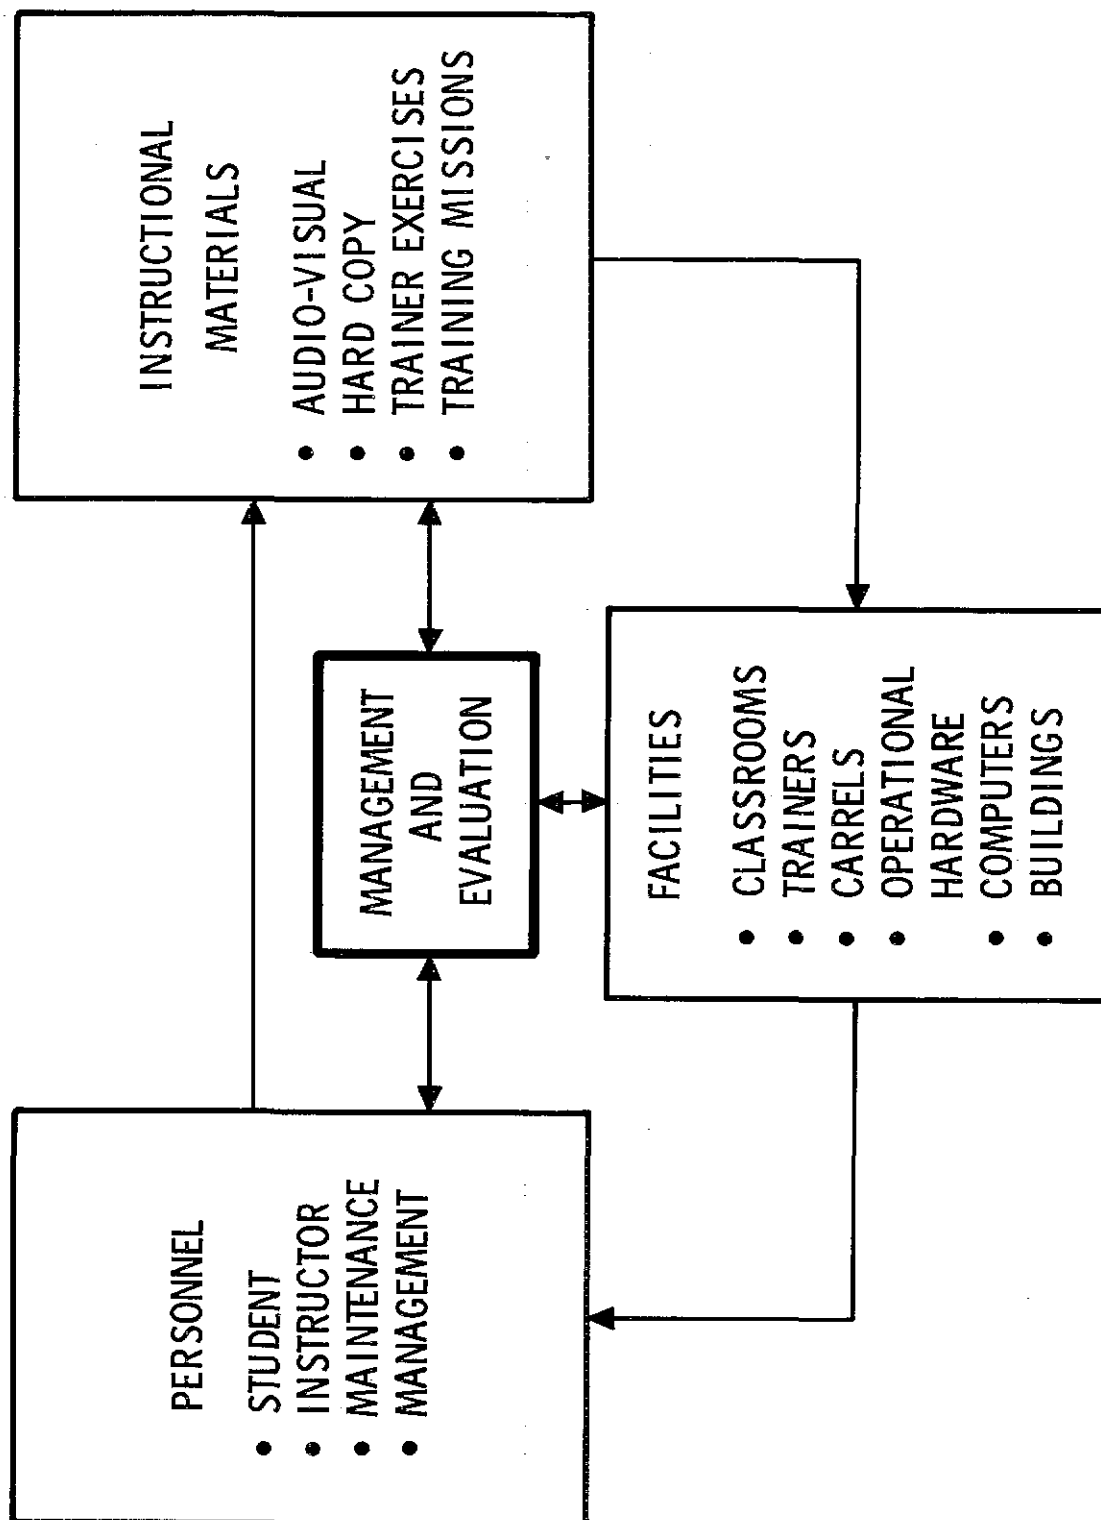 PERSONNEL
• STUDENT
• INSTRUCTOR
• MAINTENANCE
• MANAGEMENT
MANAGEMENT
AND
EVALUATION
INSTRUCTIONAL
MATERIALS
• AUDIO-VISUAL
• HARD COPY
• TRAINER EXERCISES
• TRAINING MISSIONS
FACILITIES
• CLASSROOMS
• TRAINERS
• CARRELS
• OPERATIONAL
HARDWARE
• COMPUTERS
• BUILDINGS